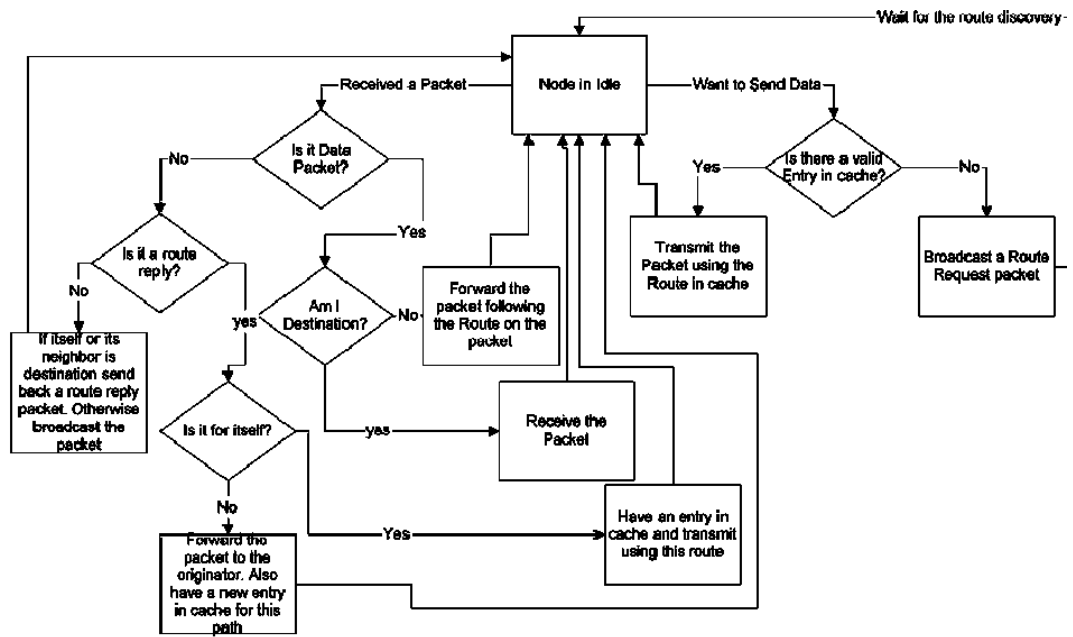 Wait for the route discovery
Node in Idle
Received a Packet
Want to Send Data
Is it Data
Packet?
No
Yes
Is there a valid
Entry in cache?
Yes
No
Is it a route
reply?
No
yes
Am I
Destination?
No
Forward the
packet following
the Route on the
packet
Transmit the
Packet using the
Route in cache
Broadcast a Route
Request packet
If itself or its
neighbor is
destination send
back a route reply
packet. Otherwise
broadcast the
packet
Is it for itself?
yes
Receive the
Packet
No
Yes
Have an entry in
cache and transmit
using this route
Forward the
packet to the
originator. Also
have a new entry
in cache for this
path